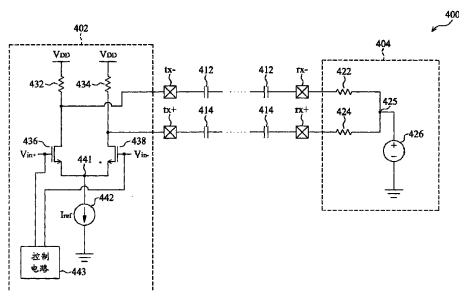 400
402
404
VDD VDD
432
434
tx-
412
412
rx-
422
425
tx+
414
414
rx+
424
426
436
438
Vin+
441
Vin-
442
Iref
控制
电路
443